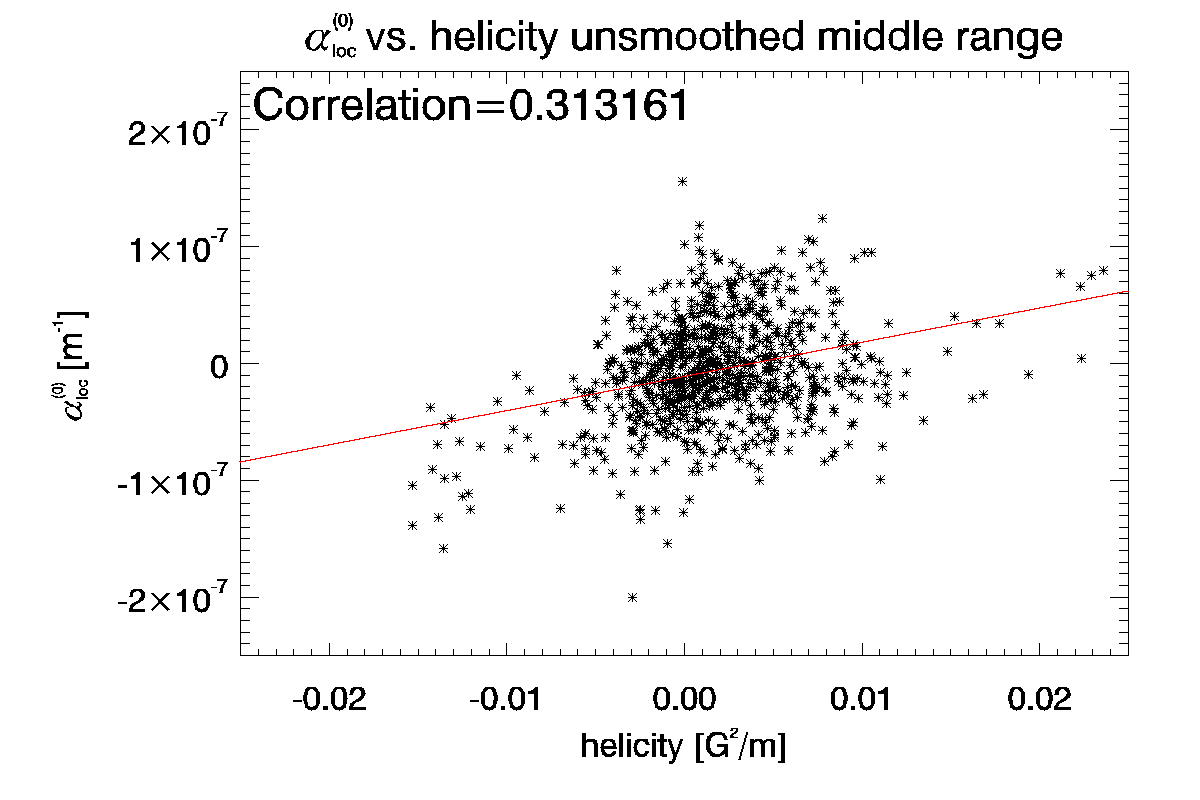 α_loc^(0) vs. helicity unsmoothed middle range
Correlation=0.313161
2×10^-7
1×10^-7
0
-1×10^-7
-2×10^-7
α_loc^(0) [m^-1]
-0.02 -0.01 0.00 0.01 0.02
helicity [G²/m]